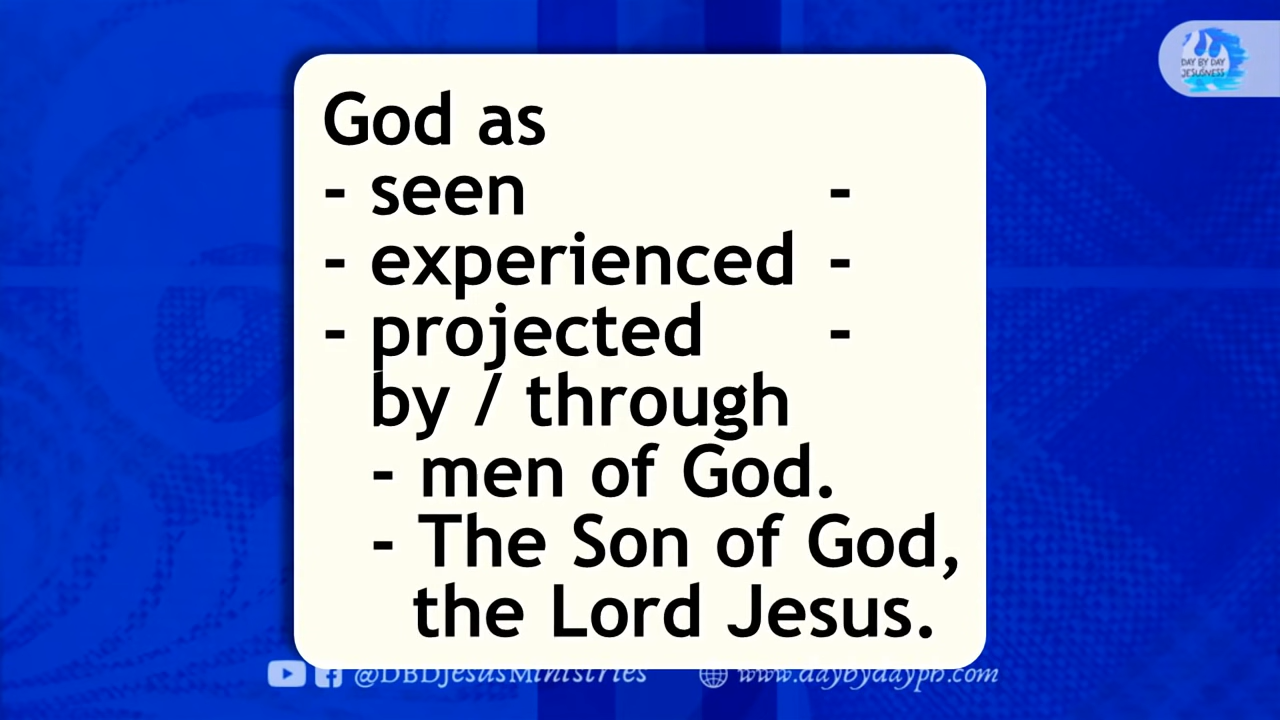 DAY BY DAY
JESUSNESS
God as
- seen -
- experienced -
- projected -
by / through
- men of God.
- The Son of God,
the Lord Jesus.
@DBDJesusMinistries www.daybydayph.com